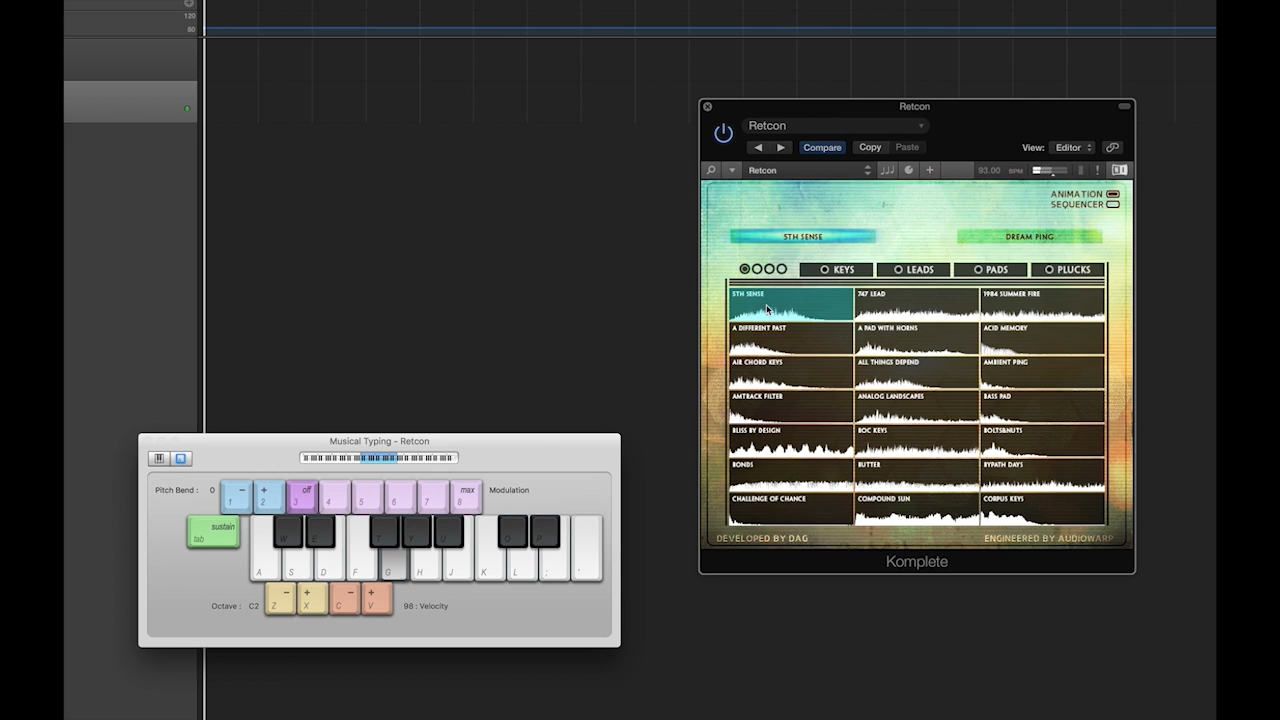 120
80
Retcon
Retcon
Compare
Copy
Paste
View:
Editor
Retcon
93.00 BPM
!
ANIMATION
SEQUENCER
5TH SENSE
DREAM PING
KEYS
LEADS
PADS
PLUCKS
5TH SENSE
747 LEAD
1984 SUMMER FIRE
A DIFFERENT PAST
A PAD WITH HORNS
ACID MEMORY
AIR CHORD KEYS
ALL THINGS DEPEND
AMBIENT PING
AMTRACK FILTER
ANALOG LANDSCAPES
BASS PAD
BLISS BY DESIGN
BOC KEYS
BOLTS&NUTS
BONDS
BUTTER
BYPATH DAYS
CHALLENGE OF CHANCE
COMPOUND SUN
CORPUS KEYS
DEVELOPED BY DAG
ENGINEERED BY AUDIOWARP
Komplete
Musical Typing - Retcon
Pitch Bend : 0
− 1
+ 2
off 3
4
5
6
7
max 8
Modulation
sustain
tab
W E T Y U O P
A S D F G H J K L ; '
Octave : C2
− Z
+ X
− C
+ V
98 : Velocity